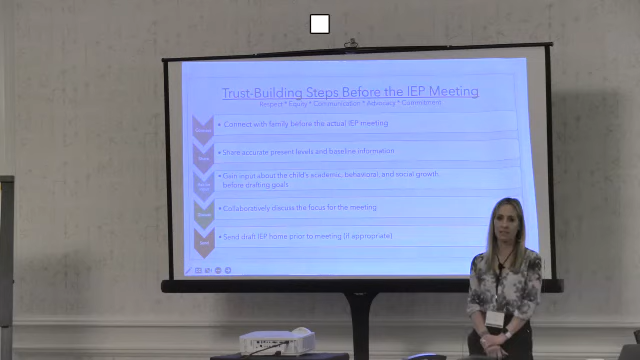 Trust-Building Steps Before the IEP Meeting
Respect * Equity * Communication * Advocacy * Commitment
• Connect with family before the actual IEP meeting
• Share accurate present levels and baseline information
• Gain input about the child's academic, behavioral, and social growth
before drafting goals
• Collaboratively discuss the focus for the meeting
• Send draft IEP home prior to meeting (if appropriate)